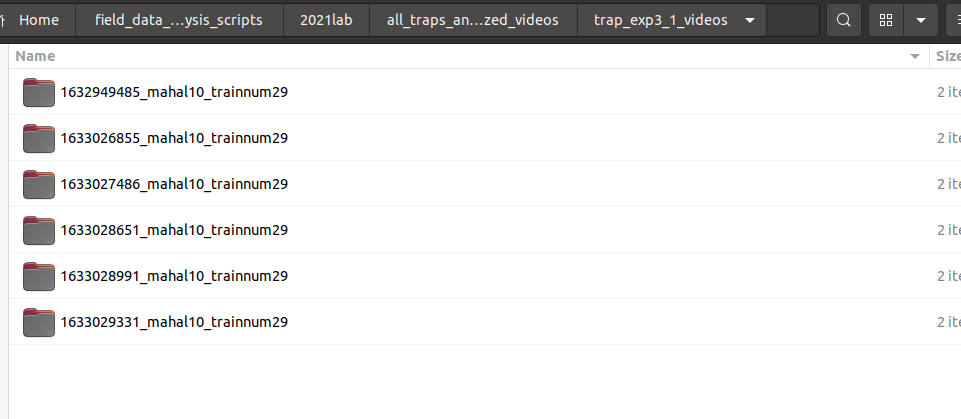 Home field_data_...ysis_scripts 2021lab all_traps_an...zed_videos trap_exp3_1_videos
Name Size
1632949485_mahal10_trainnum29 2 ite
1633026855_mahal10_trainnum29 2 ite
1633027486_mahal10_trainnum29 2 ite
1633028651_mahal10_trainnum29 2 ite
1633028991_mahal10_trainnum29 2 ite
1633029331_mahal10_trainnum29 2 ite